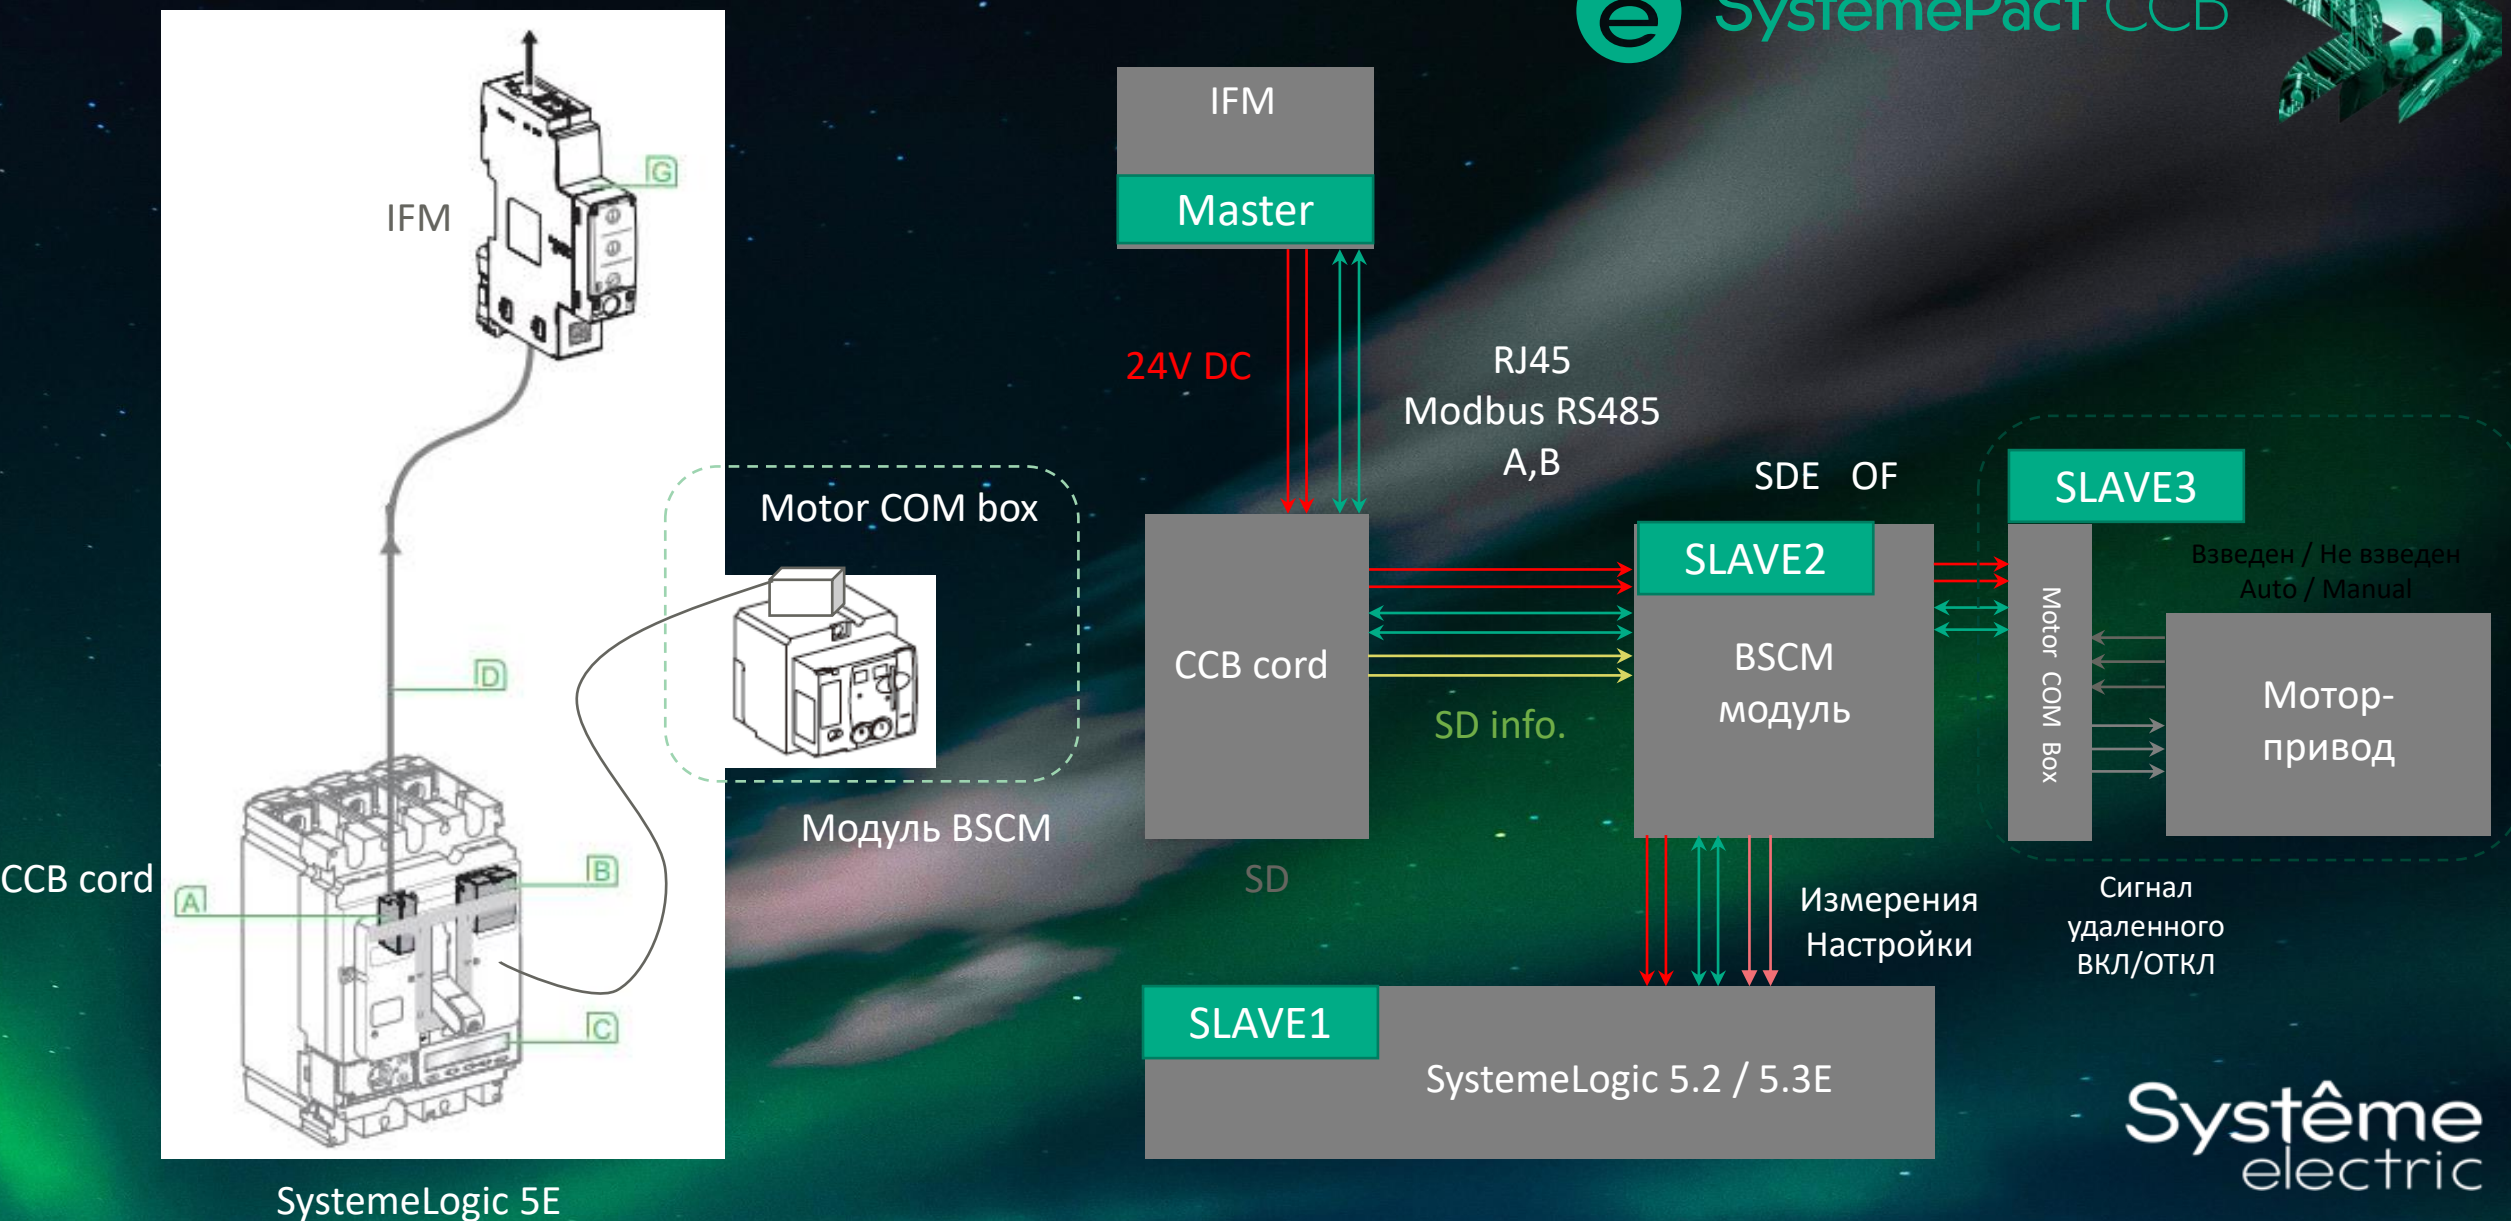 SystemePact CCB
IFM
G
D
CCB cord
A
B
C
SystemeLogic 5E
Motor COM box
Модуль BSCM
IFM
Master
24V DC
RJ45
Modbus RS485
A,B
CCB cord
SD
SD info.
SDE OF
SLAVE2
BSCM
модуль
SLAVE3
Взведен / Не взведен
Auto / Manual
Motor COM Box
Мотор-
привод
Сигнал
удаленного
ВКЛ/ОТКЛ
Измерения
Настройки
SLAVE1
SystemeLogic 5.2 / 5.3E
Systême
electric